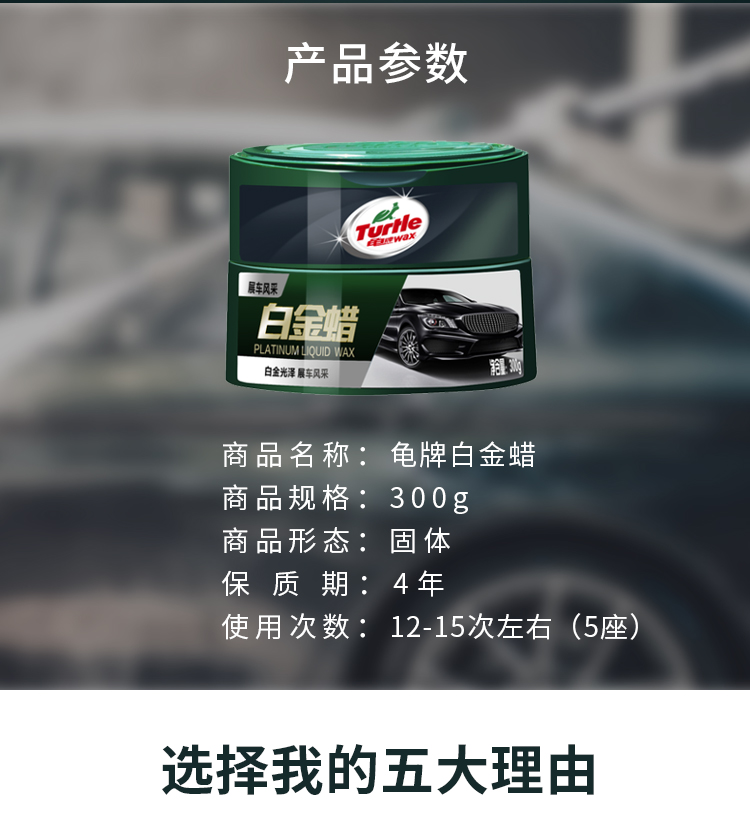 产品参数
Turtle
龟牌wax
展车风采
白金蜡
PLATINUM LIQUID WAX
白金光泽 展车风采
净含量: 300g
商品名称：龟牌白金蜡
商品规格：300g
商品形态：固体
保质期：4年
使用次数：12-15次左右（5座）
选择我的五大理由